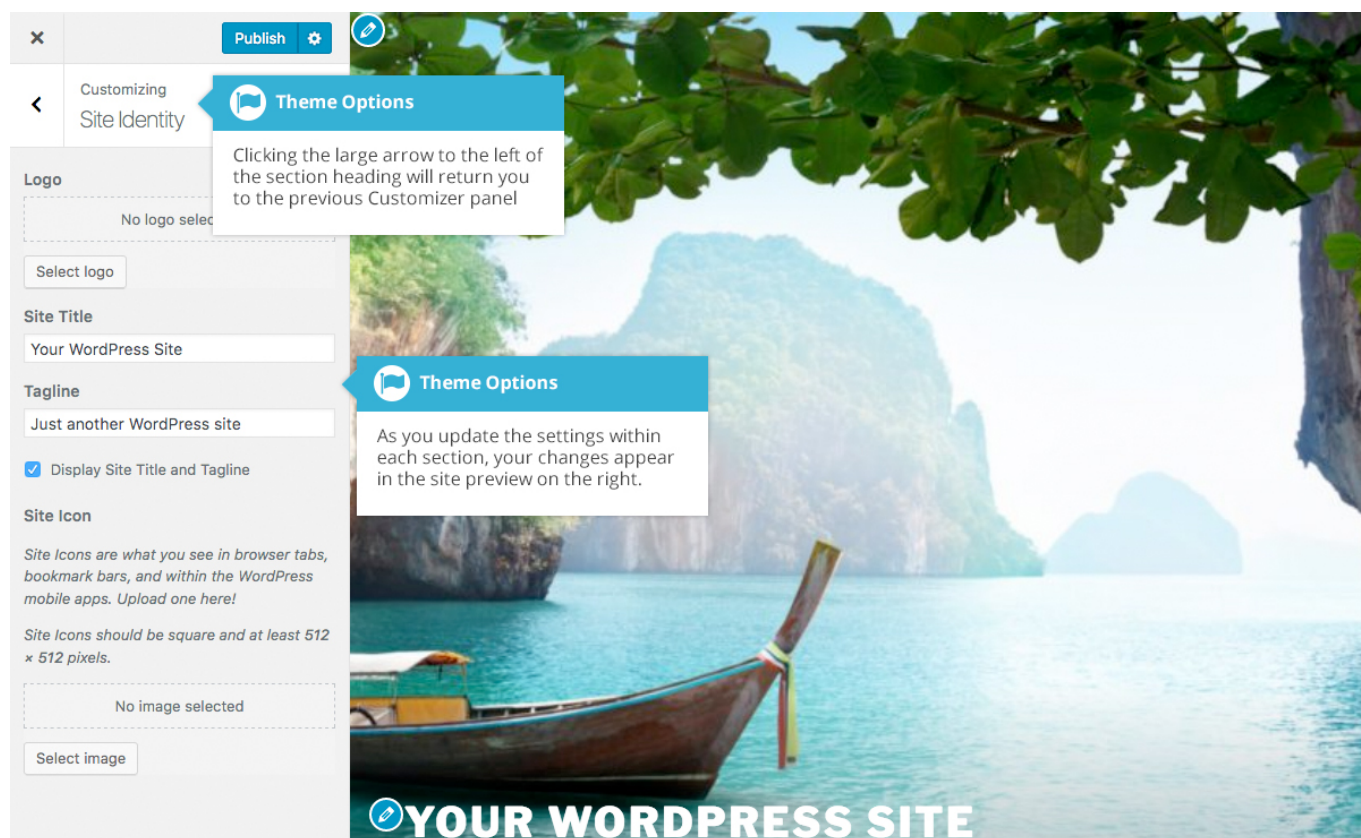 Publish
Customizing
Site Identity
Theme Options
Clicking the large arrow to the left of
the section heading will return you
to the previous Customizer panel
Logo
No logo selec
Select logo
Site Title
Your WordPress Site
Tagline
Just another WordPress site
Display Site Title and Tagline
Theme Options
As you update the settings within
each section, your changes appear
in the site preview on the right.
Site Icon
Site Icons are what you see in browser tabs,
bookmark bars, and within the WordPress
mobile apps. Upload one here!
Site Icons should be square and at least 512
× 512 pixels.
No image selected
Select image
YOUR WORDPRESS SITE